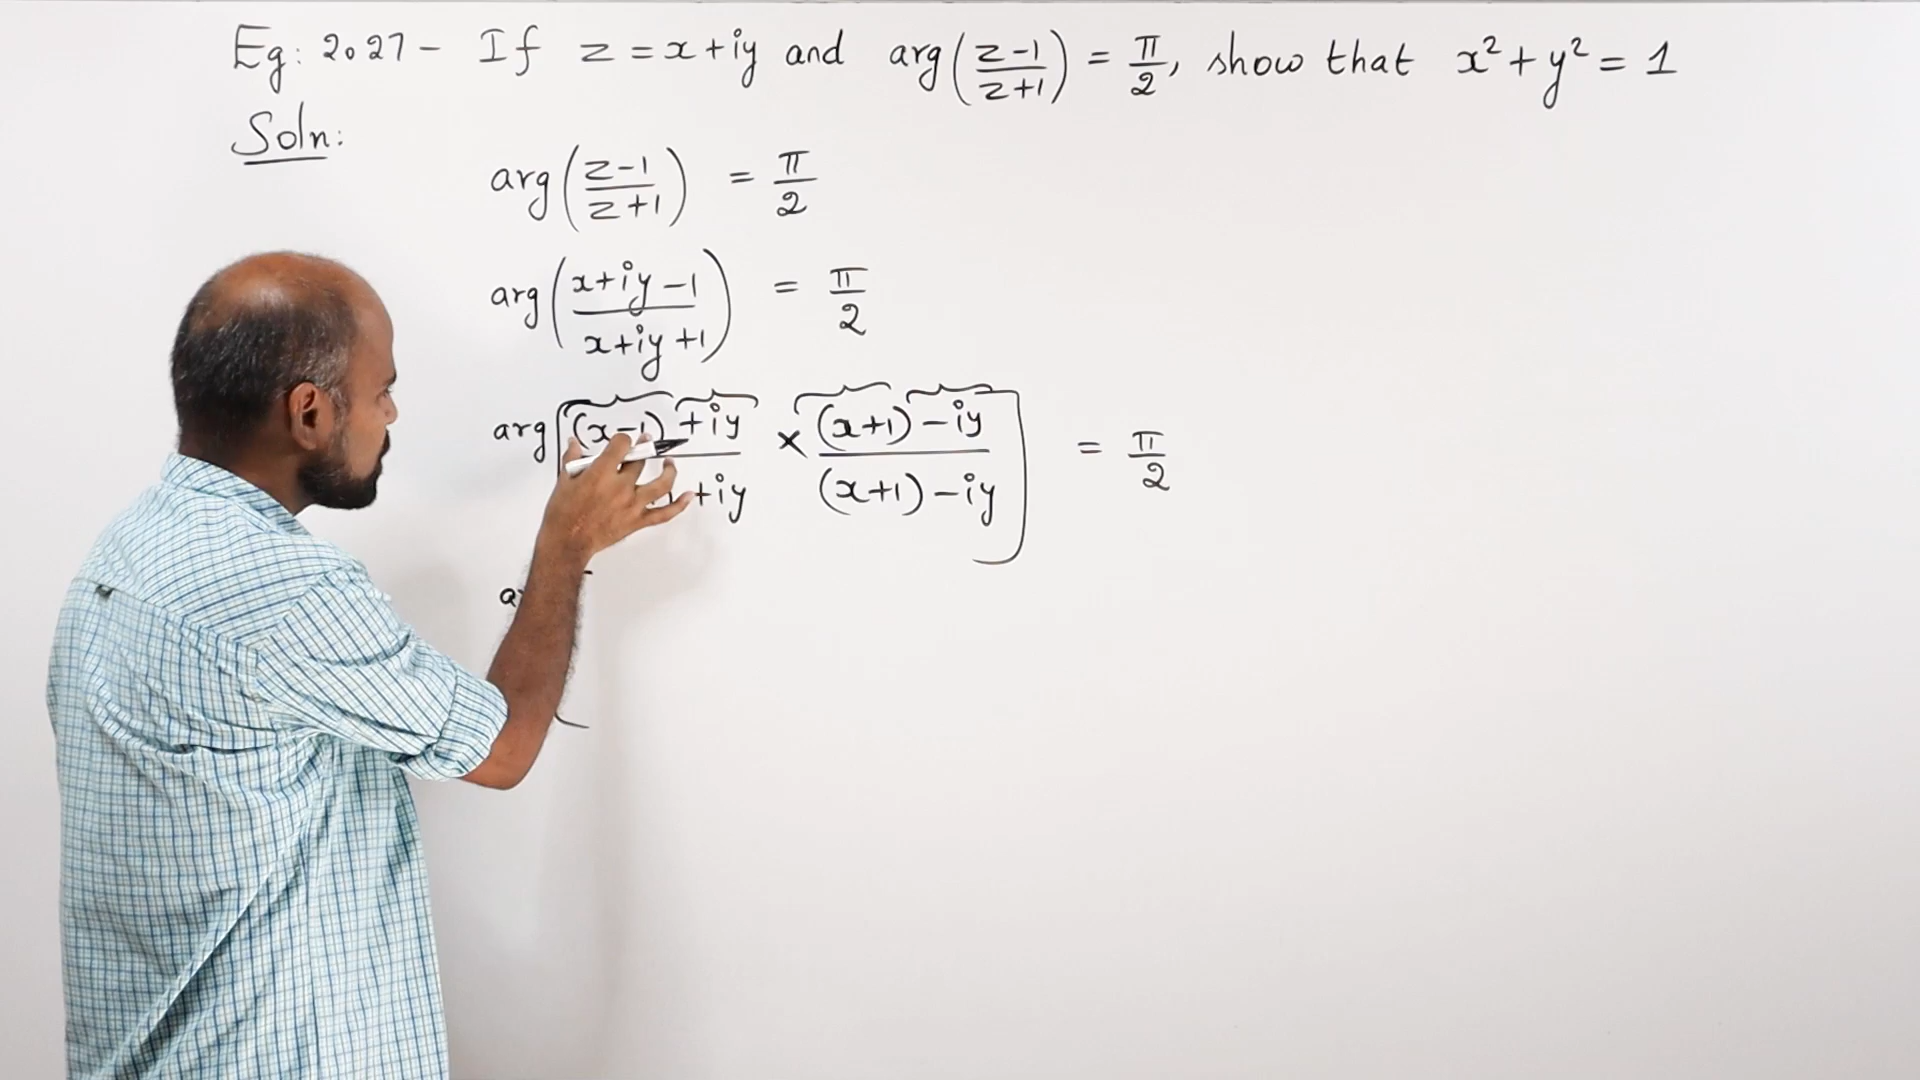 Eg: 2.27 - If z = x + iy and arg((z-1)/(z+1)) = π/2, show that x² + y² = 1
Soln:
arg((z-1)/(z+1)) = π/2
arg((x+iy-1)/(x+iy+1)) = π/2
arg[((x-1)+iy)/( +iy) × ((x+1)-iy)/((x+1)-iy)] = π/2